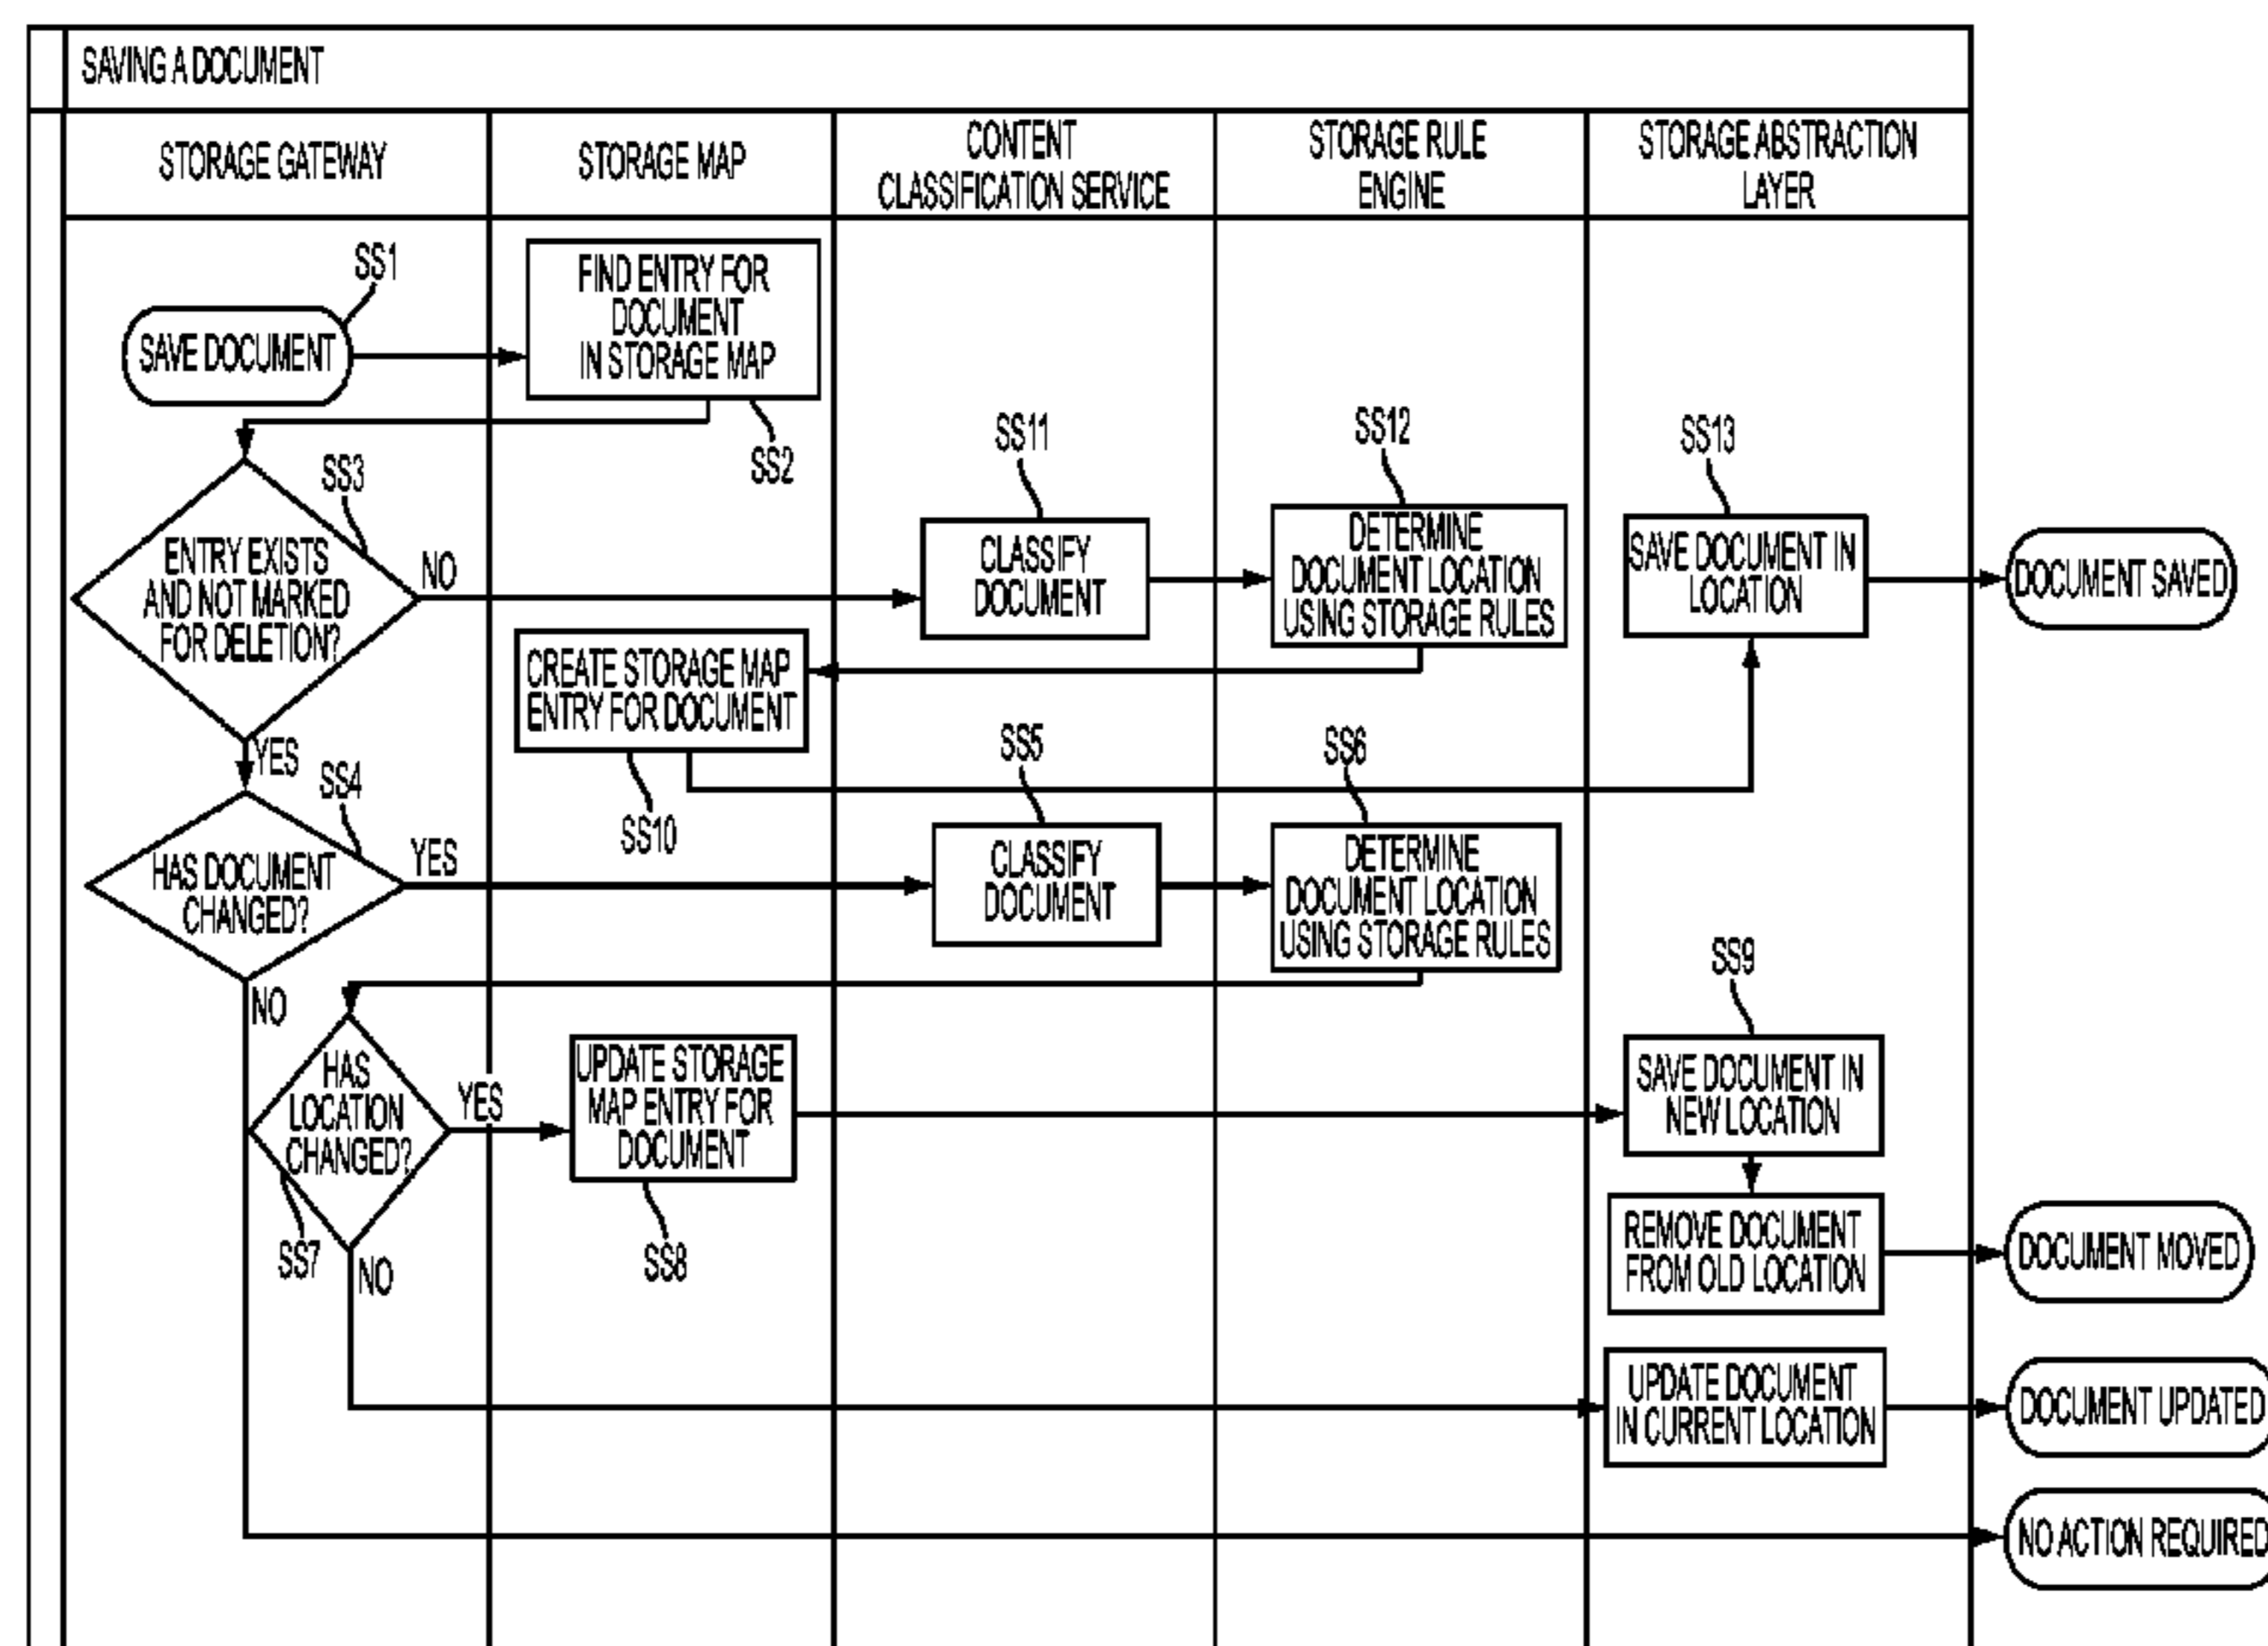 SAVING A DOCUMENT
STORAGE GATEWAY
STORAGE MAP
CONTENT
CLASSIFICATION SERVICE
STORAGE RULE
ENGINE
STORAGE ABSTRACTION
LAYER
SS1
SAVE DOCUMENT
FIND ENTRY FOR
DOCUMENT
IN STORAGE MAP
SS2
SS3
ENTRY EXISTS
AND NOT MARKED
FOR DELETION?
NO
YES
SS11
CLASSIFY
DOCUMENT
SS12
DETERMINE
DOCUMENT LOCATION
USING STORAGE RULES
SS13
SAVE DOCUMENT IN
LOCATION
DOCUMENT SAVED
CREATE STORAGE MAP
ENTRY FOR DOCUMENT
SS10
SS4
HAS DOCUMENT
CHANGED?
YES
NO
SS5
CLASSIFY
DOCUMENT
SS6
DETERMINE
DOCUMENT LOCATION
USING STORAGE RULES
HAS
LOCATION
CHANGED?
SS7
YES
NO
UPDATE STORAGE
MAP ENTRY FOR
DOCUMENT
SS8
SS9
SAVE DOCUMENT IN
NEW LOCATION
REMOVE DOCUMENT
FROM OLD LOCATION
DOCUMENT MOVED
UPDATE DOCUMENT
IN CURRENT LOCATION
DOCUMENT UPDATED
NO ACTION REQUIRED